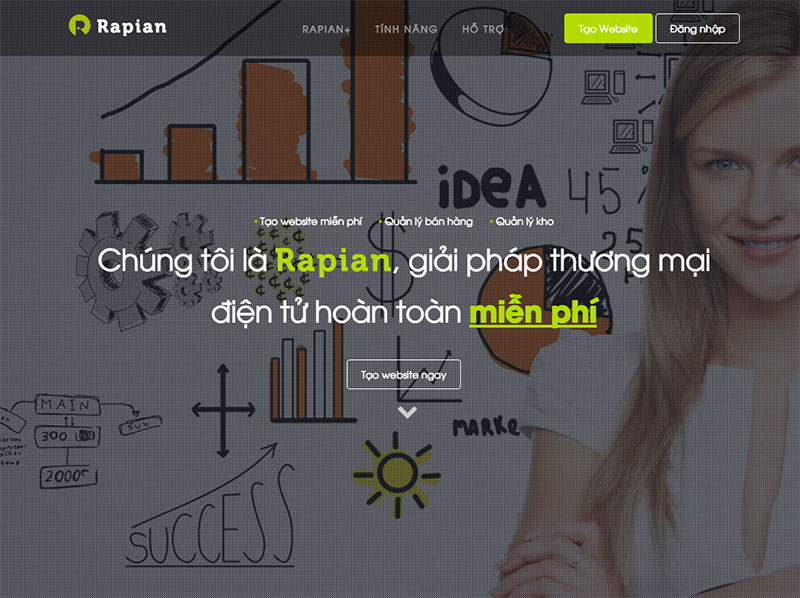 Rapian
RAPIAN+ TÍNH NĂNG HỖ TRỢ
Tạo Website Đăng nhập
IDEA 45%
• Tạo website miễn phí • Quản lý bán hàng • Quản lý kho
25
Chúng tôi là Rapian, giải pháp thương mại
điện tử hoàn toàn miễn phí
Tạo website ngay
MAIN
SUB
300
MARKe
2000
SUCCESS